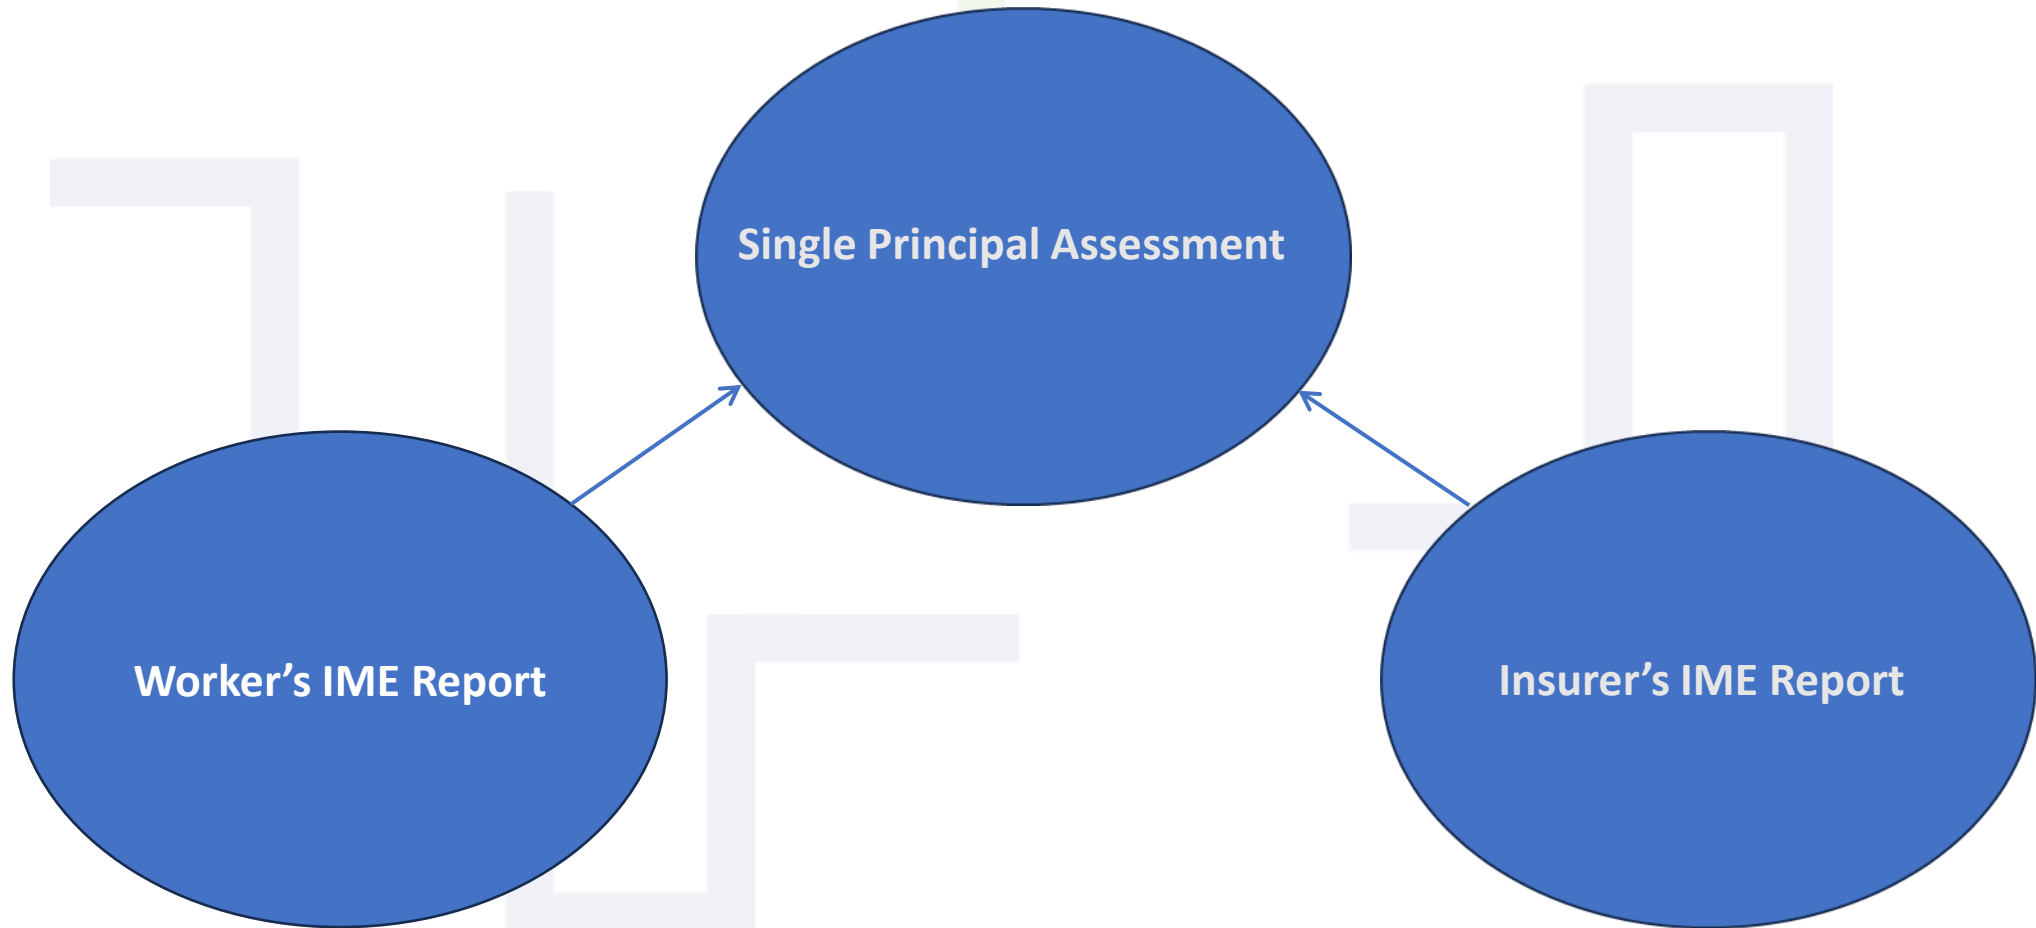 Single Principal Assessment
Worker’s IME Report
Insurer’s IME Report